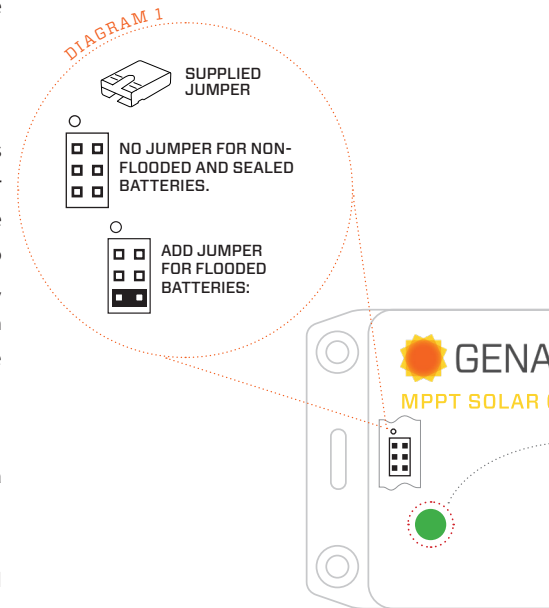 DIAGRAM 1
SUPPLIED
JUMPER
NO JUMPER FOR NON-
FLOODED AND SEALED
BATTERIES.
ADD JUMPER
FOR FLOODED
BATTERIES:
GENA
MPPT SOLAR